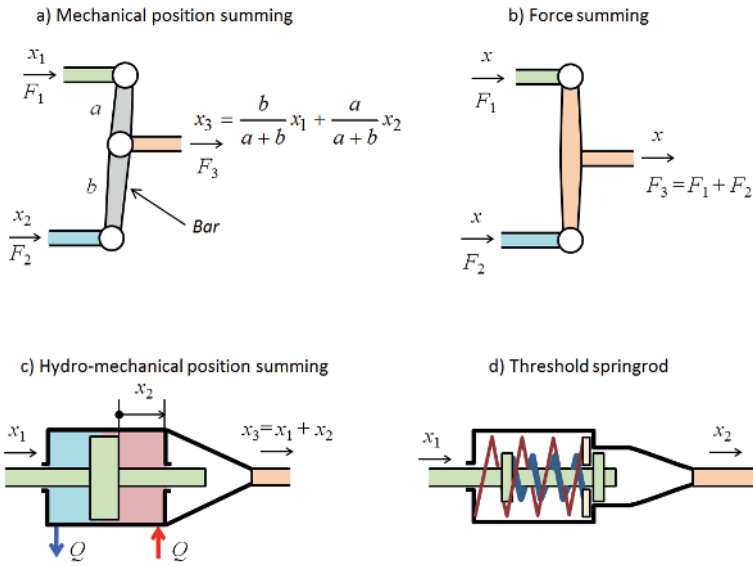 a) Mechanical position summing
x₁
F₁
a
b
x₃ = b/(a+b) x₁ + a/(a+b) x₂
F₃
x₂
F₂
Bar
b) Force summing
x
F₁
x
F₃ = F₁ + F₂
x
F₂
c) Hydro-mechanical position summing
x₂
x₁
x₃ = x₁ + x₂
Q
Q
d) Threshold springrod
x₁
x₂